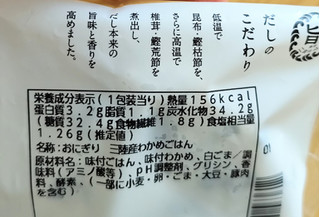 旨
だしの
こだわり
低温で
昆布・鰹枯節を、
さらに高温で
椎茸・鰹荒節を
煮出し、
だし本来の
旨味と香りを
高めました。
栄養成分表示(1包装当り)熱量156kcal
蛋白質3.2g脂質1.1g炭水化物34.2g
(糖質32.4g食物繊維1.8g)食塩相当量
1.26g(推定値)
名称:おにぎり 三陸産わかめごはん
原材料名:味付ごはん、味付わかめ、白ごま/調
味料(アミノ酸等)、pH調整剤、グリシン、香
料、酵素、(一部に小麦・卵・ごま・大豆・豚肉
を含む)